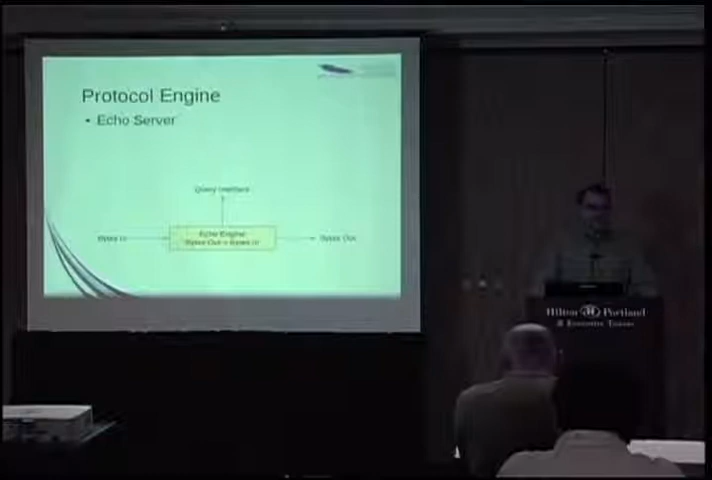 Protocol Engine
• Echo Server
Query Interface
Bytes In
Echo Engine
Bytes Out = Bytes In
Bytes Out
Hilton Portland
& Executive Tower